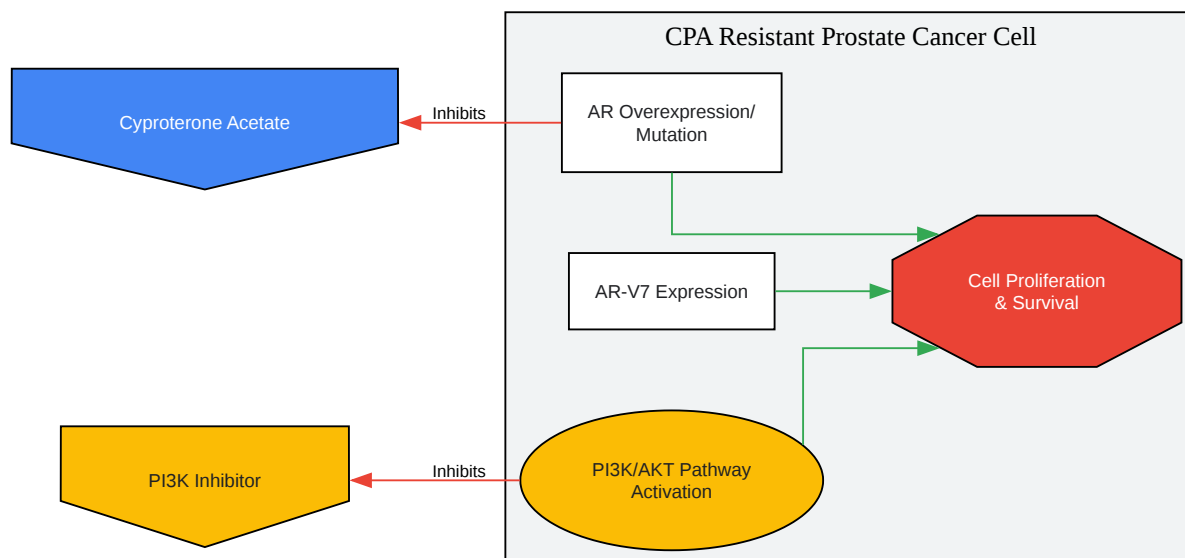 CPA Resistant Prostate Cancer Cell
Cyproterone Acetate
Inhibits
AR Overexpression/
Mutation
AR-V7 Expression
Cell Proliferation
& Survival
PI3K Inhibitor
Inhibits
PI3K/AKT Pathway
Activation